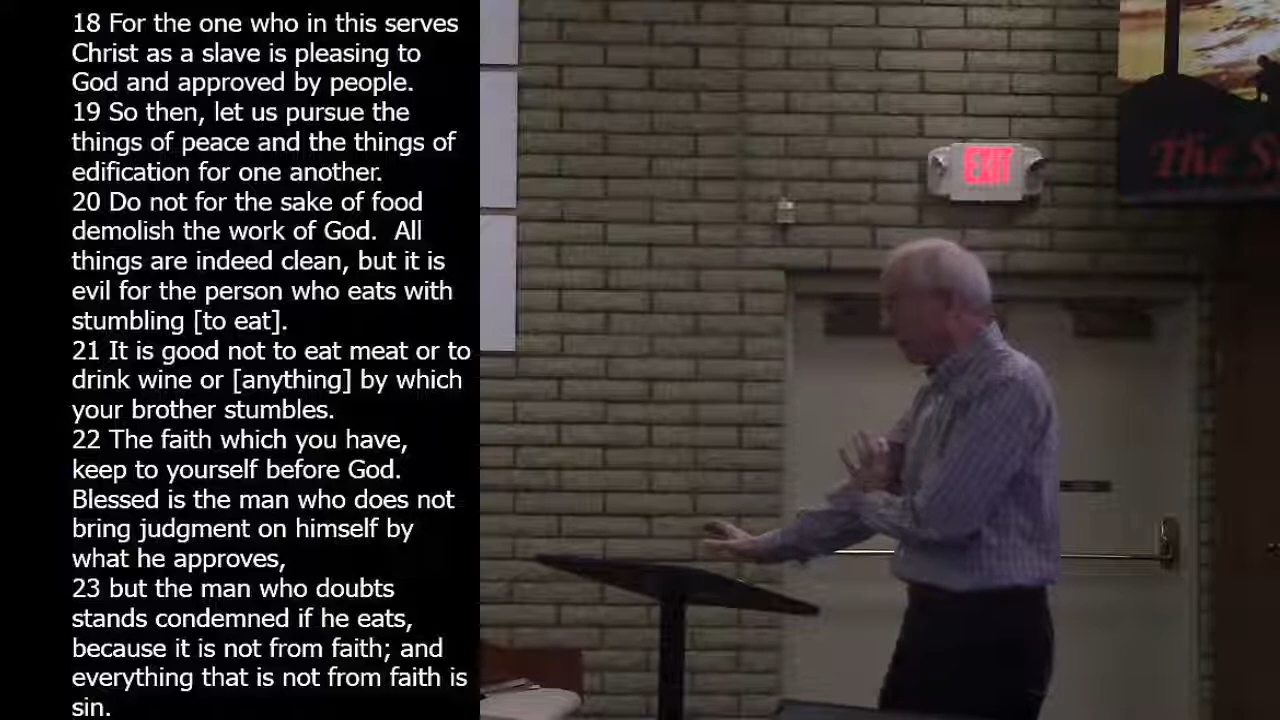 18 For the one who in this serves
Christ as a slave is pleasing to
God and approved by people.
19 So then, let us pursue the
things of peace and the things of
edification for one another.
20 Do not for the sake of food
demolish the work of God.  All
things are indeed clean, but it is
evil for the person who eats with
stumbling [to eat].
21 It is good not to eat meat or to
drink wine or [anything] by which
your brother stumbles.
22 The faith which you have,
keep to yourself before God.
Blessed is the man who does not
bring judgment on himself by
what he approves,
23 but the man who doubts
stands condemned if he eats,
because it is not from faith; and
everything that is not from faith is
sin.
EXIT
The